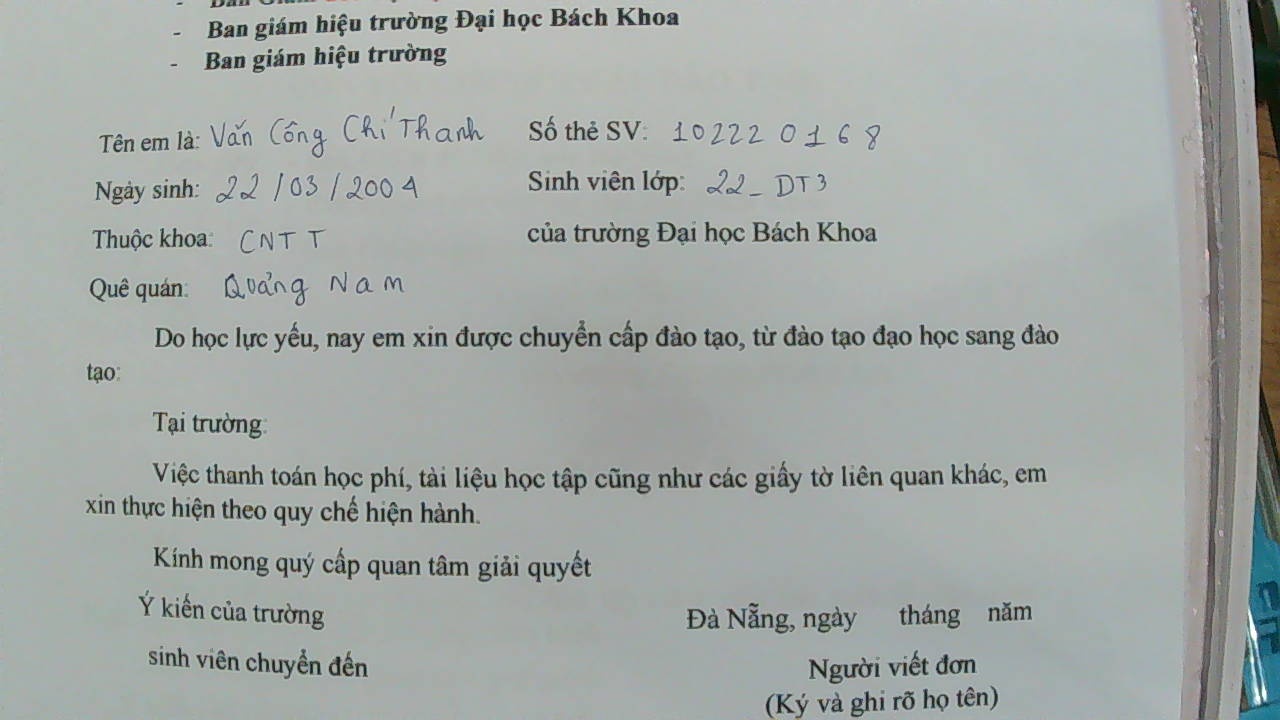 - Ban giám hiệu trường Đại học Bách Khoa
- Ban giám hiệu trường
Tên em là: Văn Công Chí Thanh Số thẻ SV: 102220168
Ngày sinh: 22/03/2004 Sinh viên lớp: 22_DT3
Thuộc khoa: CNTT của trường Đại học Bách Khoa
Quê quán: Quảng Nam
Do học lực yếu, nay em xin được chuyển cấp đào tạo, từ đào tạo đạo học sang đào
tạo:
Tại trường:
Việc thanh toán học phí, tài liệu học tập cũng như các giấy tờ liên quan khác, em
xin thực hiện theo quy chế hiện hành.
Kính mong quý cấp quan tâm giải quyết
Ý kiến của trường Đà Nẵng, ngày tháng năm
sinh viên chuyển đến Người viết đơn
(Ký và ghi rõ họ tên)